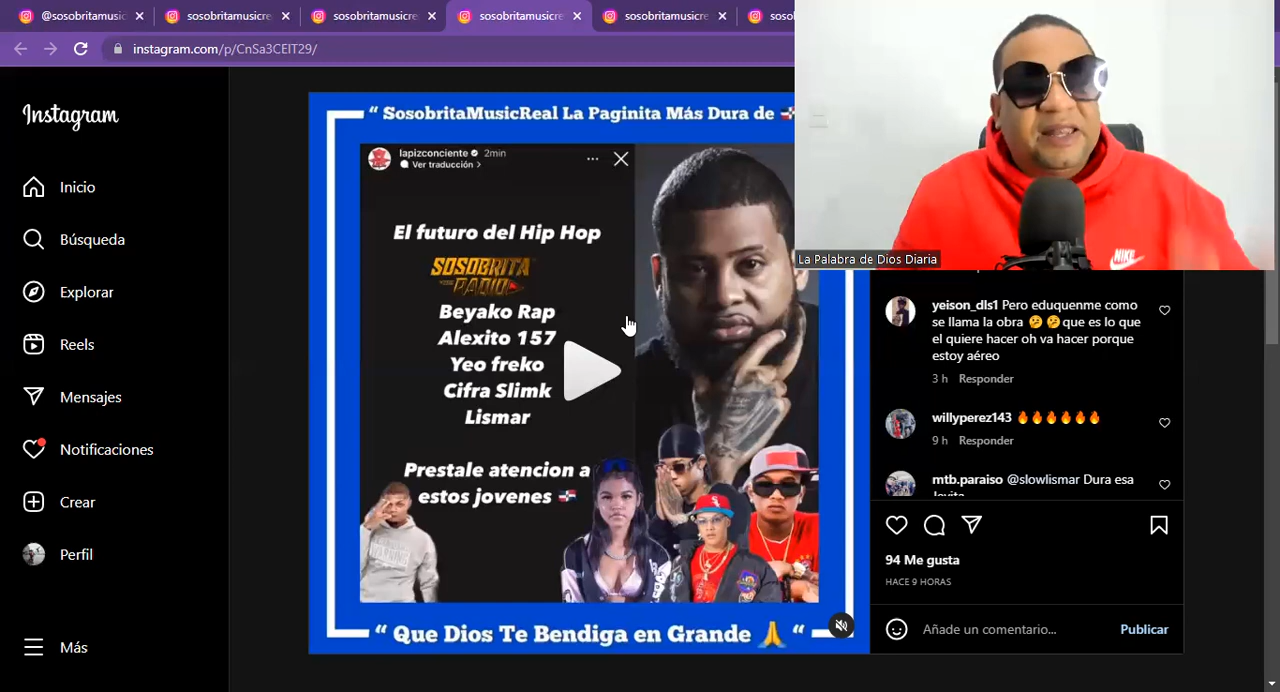 @sosobritamusic
sosobritamusicre
sosobritamusicre
sosobritamusicre
sosobritamusicre
soso
instagram.com/p/CnSa3CEIT29/
Instagram
Inicio
Búsqueda
Explorar
Reels
Mensajes
Notificaciones
Crear
Perfil
Más
“ SosobritaMusicReal La Paginita Más Dura de
lapizconciente 2min
Ver traducción >
El futuro del Hip Hop
SOSOBRITA
RADIO
Beyako Rap
Alexito 157
Yeo freko
Cifra Slimk
Lismar
Prestale atencion a
estos jovenes
“ Que Dios Te Bendiga en Grande 🙏 “
La Palabra de Dios Diaria
NIKE
yeison_dls1 Pero eduquenme como
se llama la obra 🤔🤔que es lo que
el quiere hacer oh va hacer porque
estoy aéreo
3 h Responder
willyperez143 🔥🔥🔥🔥🔥🔥
9 h Responder
mtb.paraiso @slowlismar Dura esa
94 Me gusta
HACE 9 HORAS
Añade un comentario...
Publicar